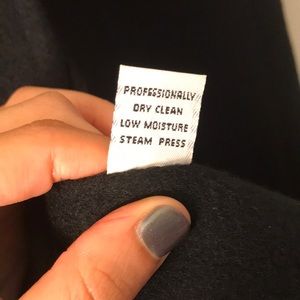 PROFESSIONALLY
DRY CLEAN
LOW MOISTURE
STEAM PRESS